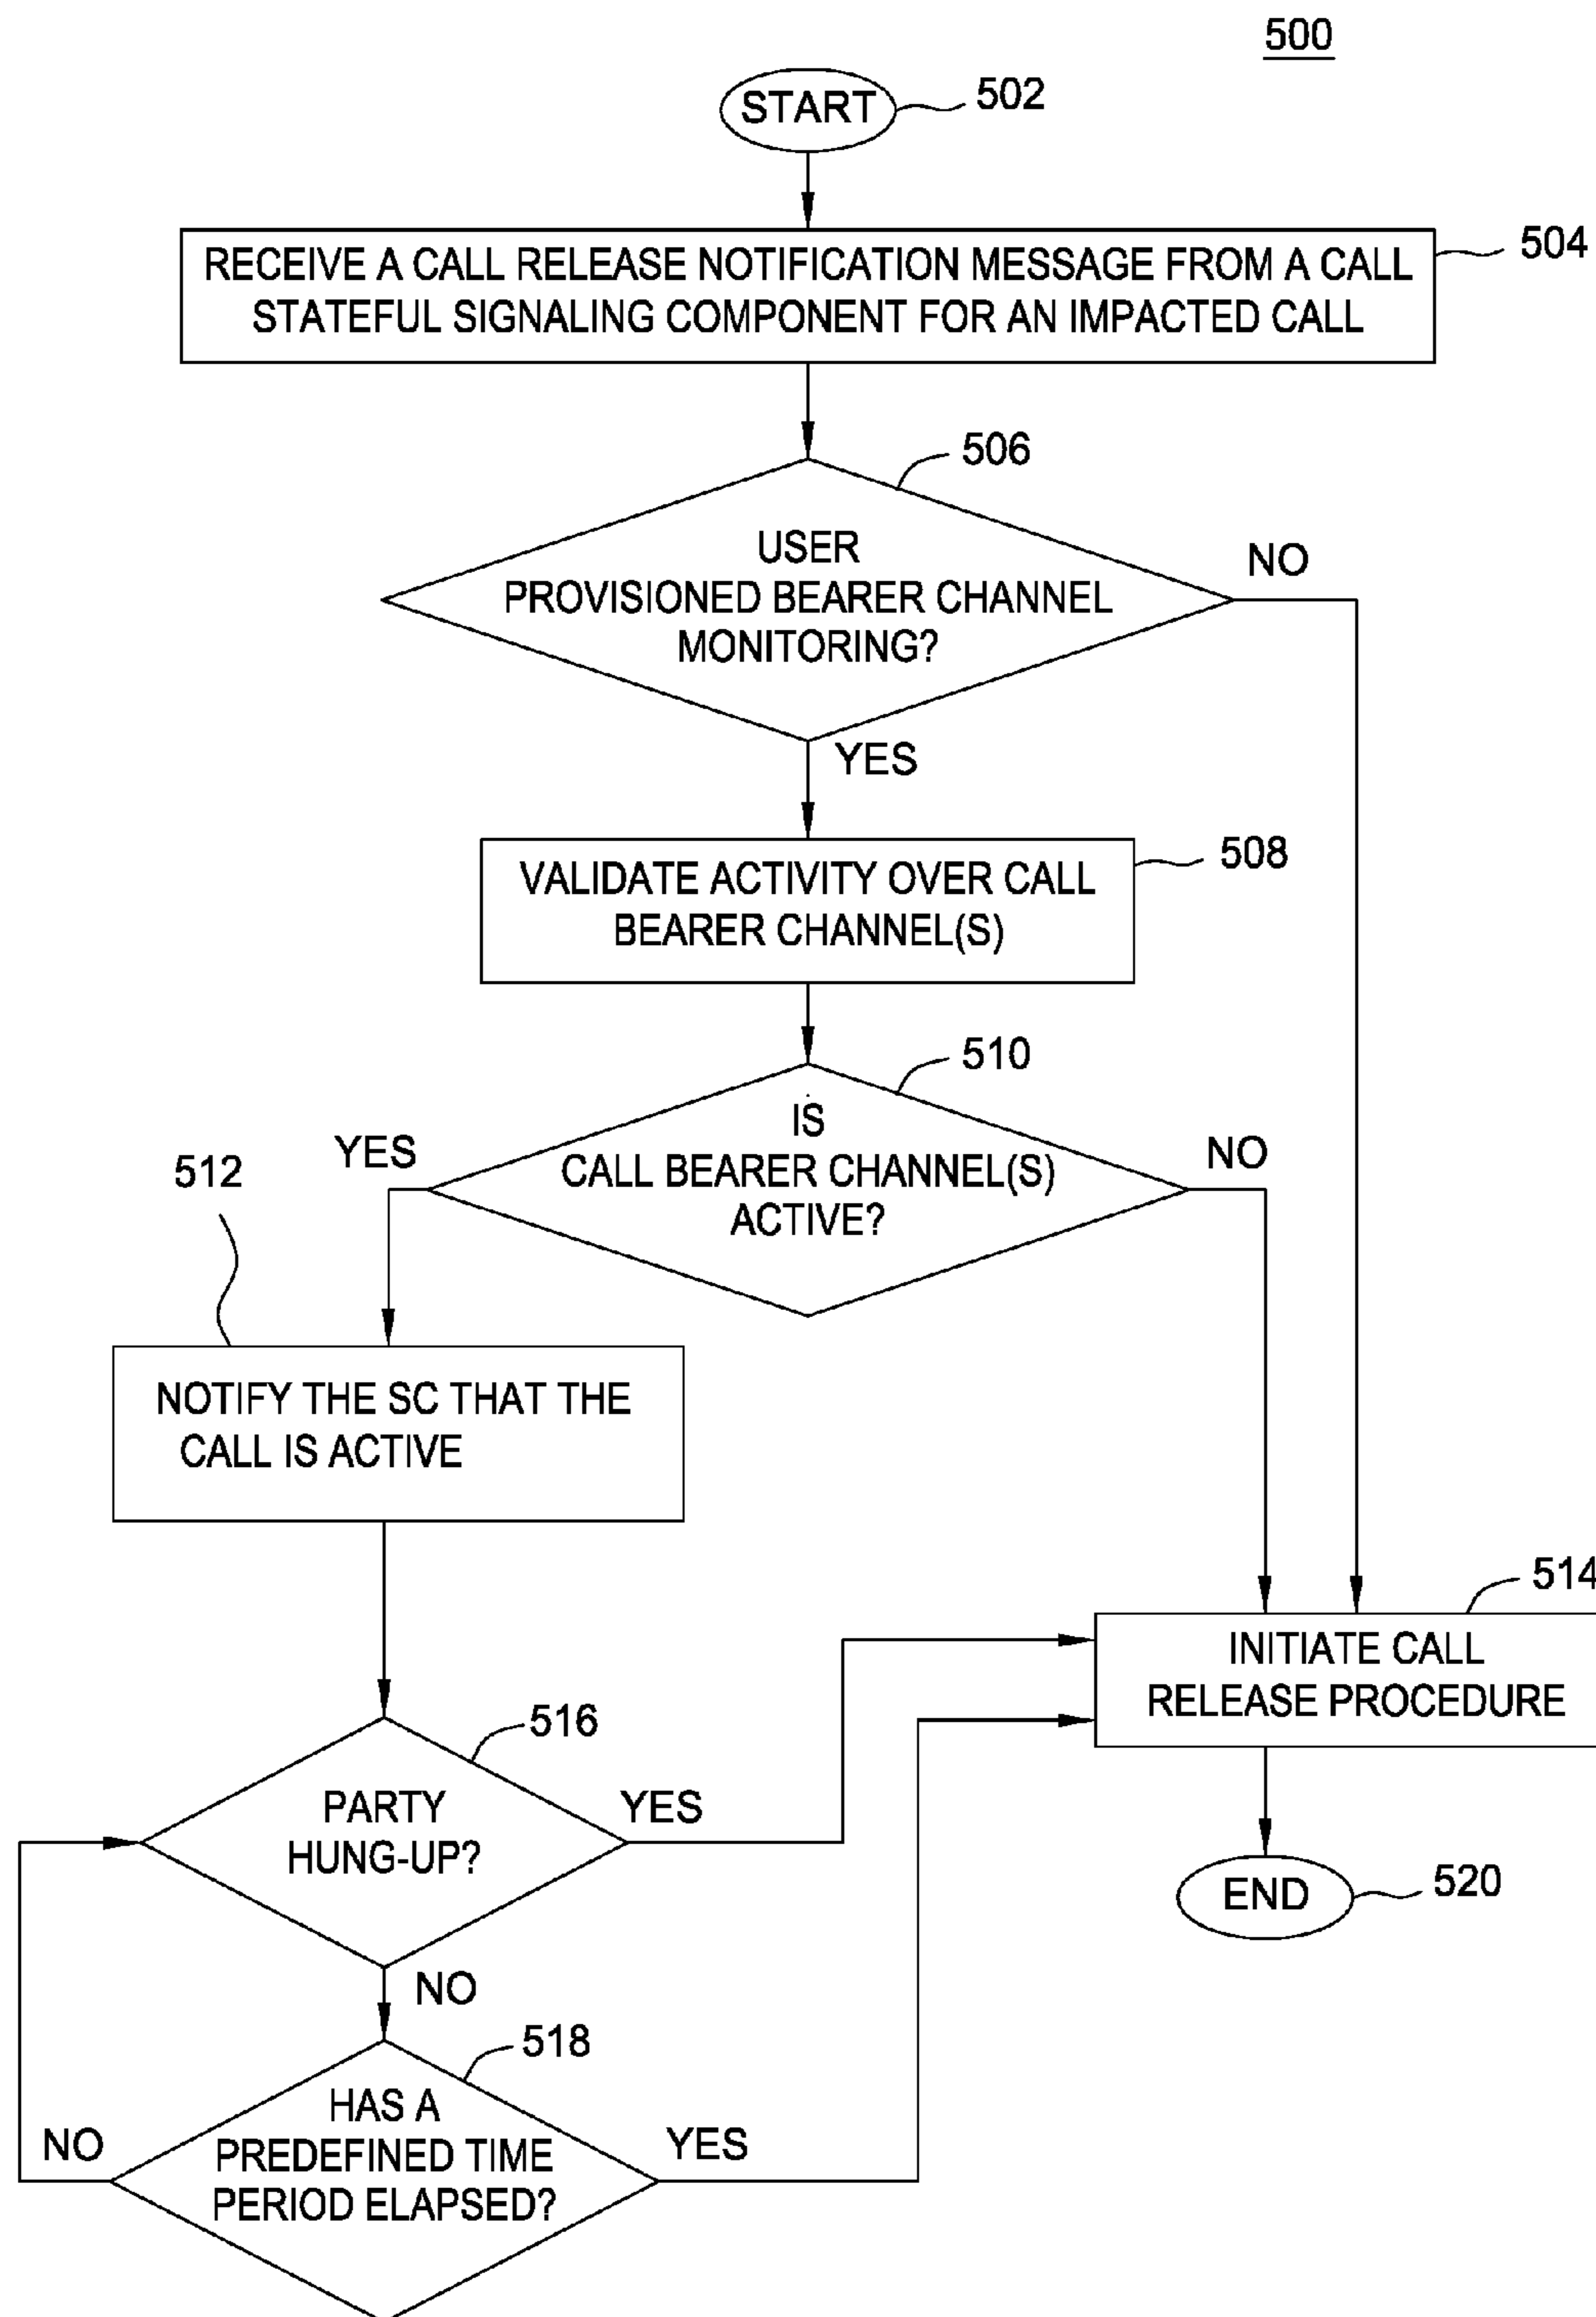 500
START
502
RECEIVE A CALL RELEASE NOTIFICATION MESSAGE FROM A CALL
STATEFUL SIGNALING COMPONENT FOR AN IMPACTED CALL
504
506
USER
PROVISIONED BEARER CHANNEL
MONITORING?
NO
YES
VALIDATE ACTIVITY OVER CALL
BEARER CHANNEL(S)
508
510
IS
CALL BEARER CHANNEL(S)
ACTIVE?
YES
NO
512
NOTIFY THE SC THAT THE
CALL IS ACTIVE
514
INITIATE CALL
RELEASE PROCEDURE
516
PARTY
HUNG-UP?
YES
NO
END
520
518
HAS A
PREDEFINED TIME
PERIOD ELAPSED?
NO
YES